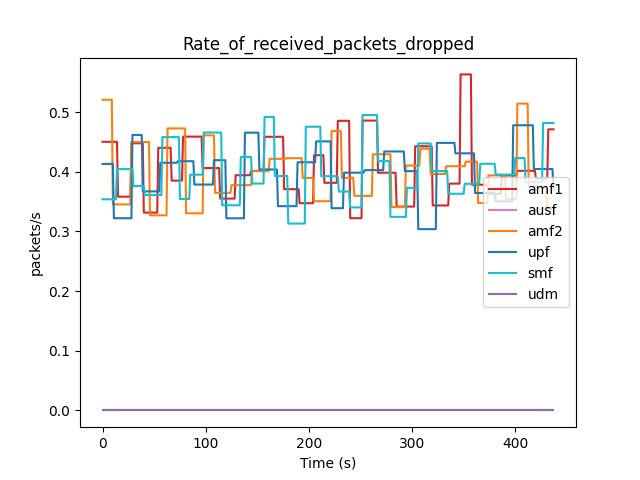 Rate_of_received_packets_dropped
packets/s
0.5
0.4
0.3
0.2
0.1
0.0
amf1
ausf
amf2
upf
smf
udm
0 100 200 300 400
Time (s)